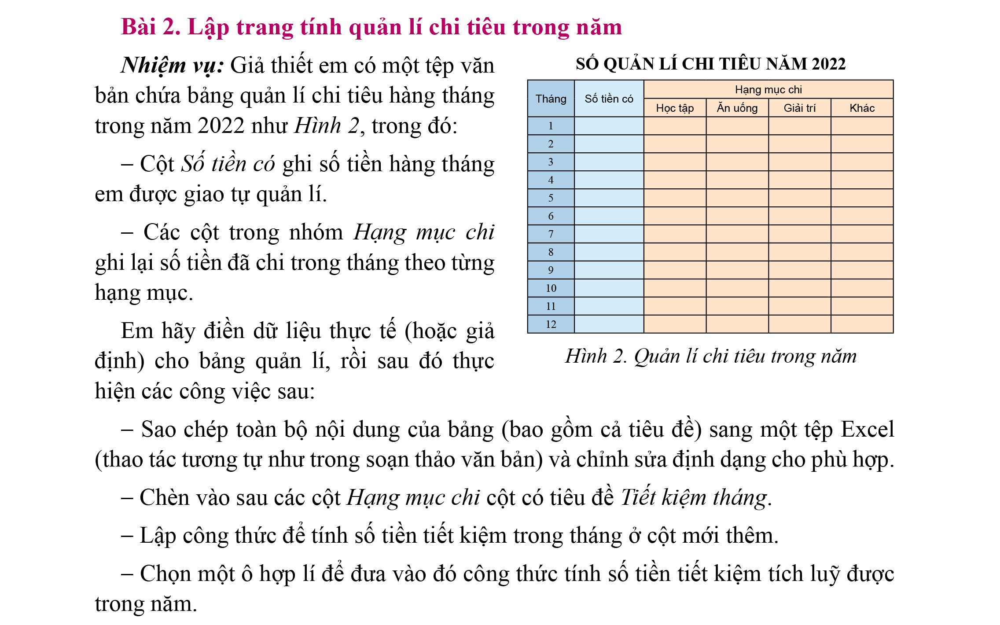 Bài 2. Lập trang tính quản lí chi tiêu trong năm
Nhiệm vụ: Giả thiết em có một tệp văn
bản chứa bảng quản lí chi tiêu hàng tháng
trong năm 2022 như Hình 2, trong đó:
– Cột Số tiền có ghi số tiền hàng tháng
em được giao tự quản lí.
– Các cột trong nhóm Hạng mục chi
ghi lại số tiền đã chi trong tháng theo từng
hạng mục.
Em hãy điền dữ liệu thực tế (hoặc giả
định) cho bảng quản lí, rồi sau đó thực
hiện các công việc sau:
SỐ QUẢN LÍ CHI TIÊU NĂM 2022
Hạng mục chi
Tháng Số tiền có
Học tập Ăn uống Giải trí Khác
1
2
3
4
5
6
7
8
9
10
11
12
Hình 2. Quản lí chi tiêu trong năm
– Sao chép toàn bộ nội dung của bảng (bao gồm cả tiêu đề) sang một tệp Excel
(thao tác tương tự như trong soạn thảo văn bản) và chỉnh sửa định dạng cho phù hợp.
– Chèn vào sau các cột Hạng mục chi cột có tiêu đề Tiết kiệm tháng.
– Lập công thức để tính số tiền tiết kiệm trong tháng ở cột mới thêm.
– Chọn một ô hợp lí để đưa vào đó công thức tính số tiền tiết kiệm tích luỹ được
trong năm.